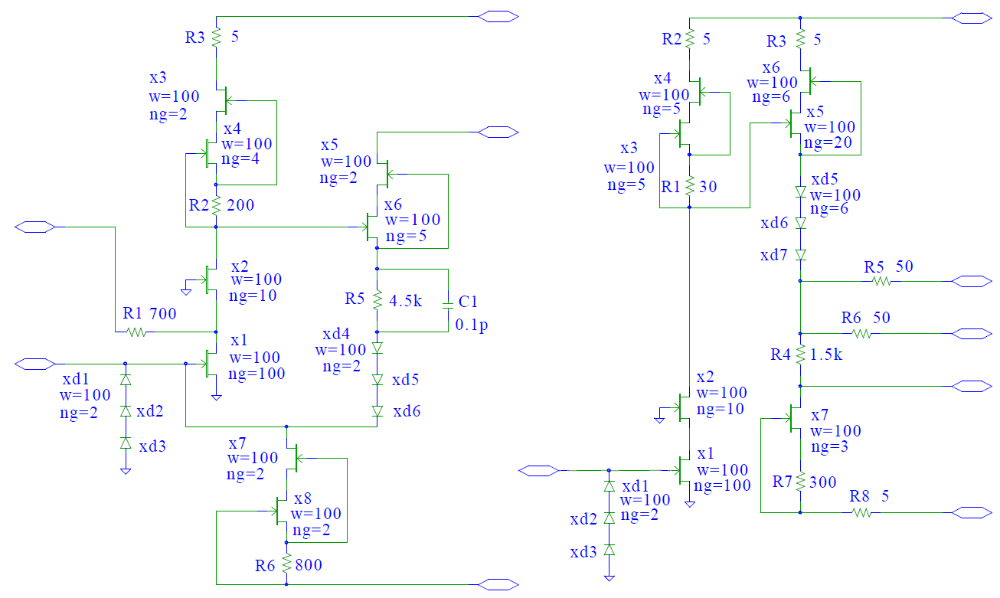 R3 5
x3
w=100
ng=2
x4
w=100
ng=4
R2 200
x5
w=100
ng=2
x6
w=100
ng=5
x2
w=100
ng=10
R1 700
x1
w=100
ng=100
R5 4.5k
C1
0.1p
xd4
w=100
ng=2
xd5
xd6
xd1
w=100
ng=2
xd2
xd3
x7
w=100
ng=2
x8
w=100
ng=2
R6 800
R2 5
R3 5
x4
w=100
ng=5
x6
w=100
ng=6
x3
w=100
ng=5
x5
w=100
ng=20
R1 30
xd5
w=100
ng=6
xd6
xd7
R5 50
R6 50
R4 1.5k
x2
w=100
ng=10
x7
w=100
ng=3
x1
w=100
ng=100
xd1
w=100
ng=2
xd2
xd3
R7 300
R8 5